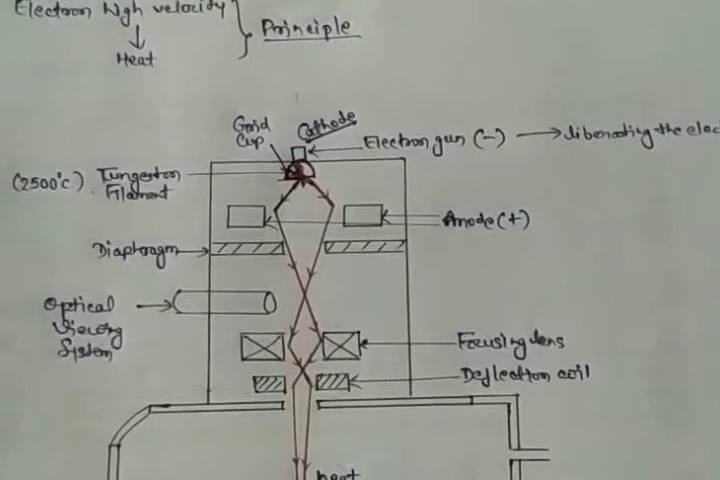 Electron high velocity
Principle
Heat
Grid
Cup
Cathode
Electron gun (-) → liberating the elec
(2500°c) Tungeston
Filament
Anode (+)
Diaphragm
Optical
Viewing
System
Focusing lens
Deflection coil
heat